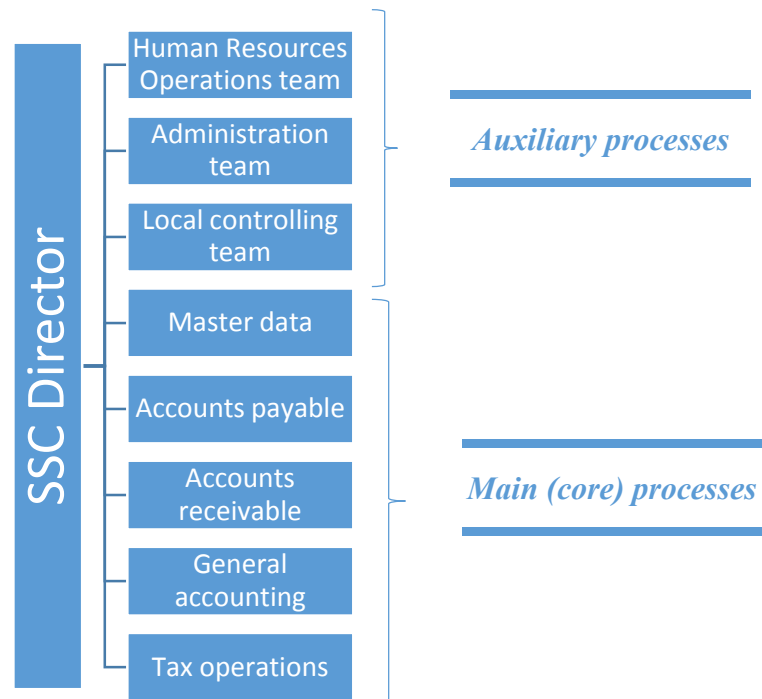 SSC Director
Human Resources
Operations team
Administration
team
Local controlling
team
Master data
Accounts payable
Accounts
receivable
General
accounting
Tax operations
Auxiliary processes
Main (core) processes